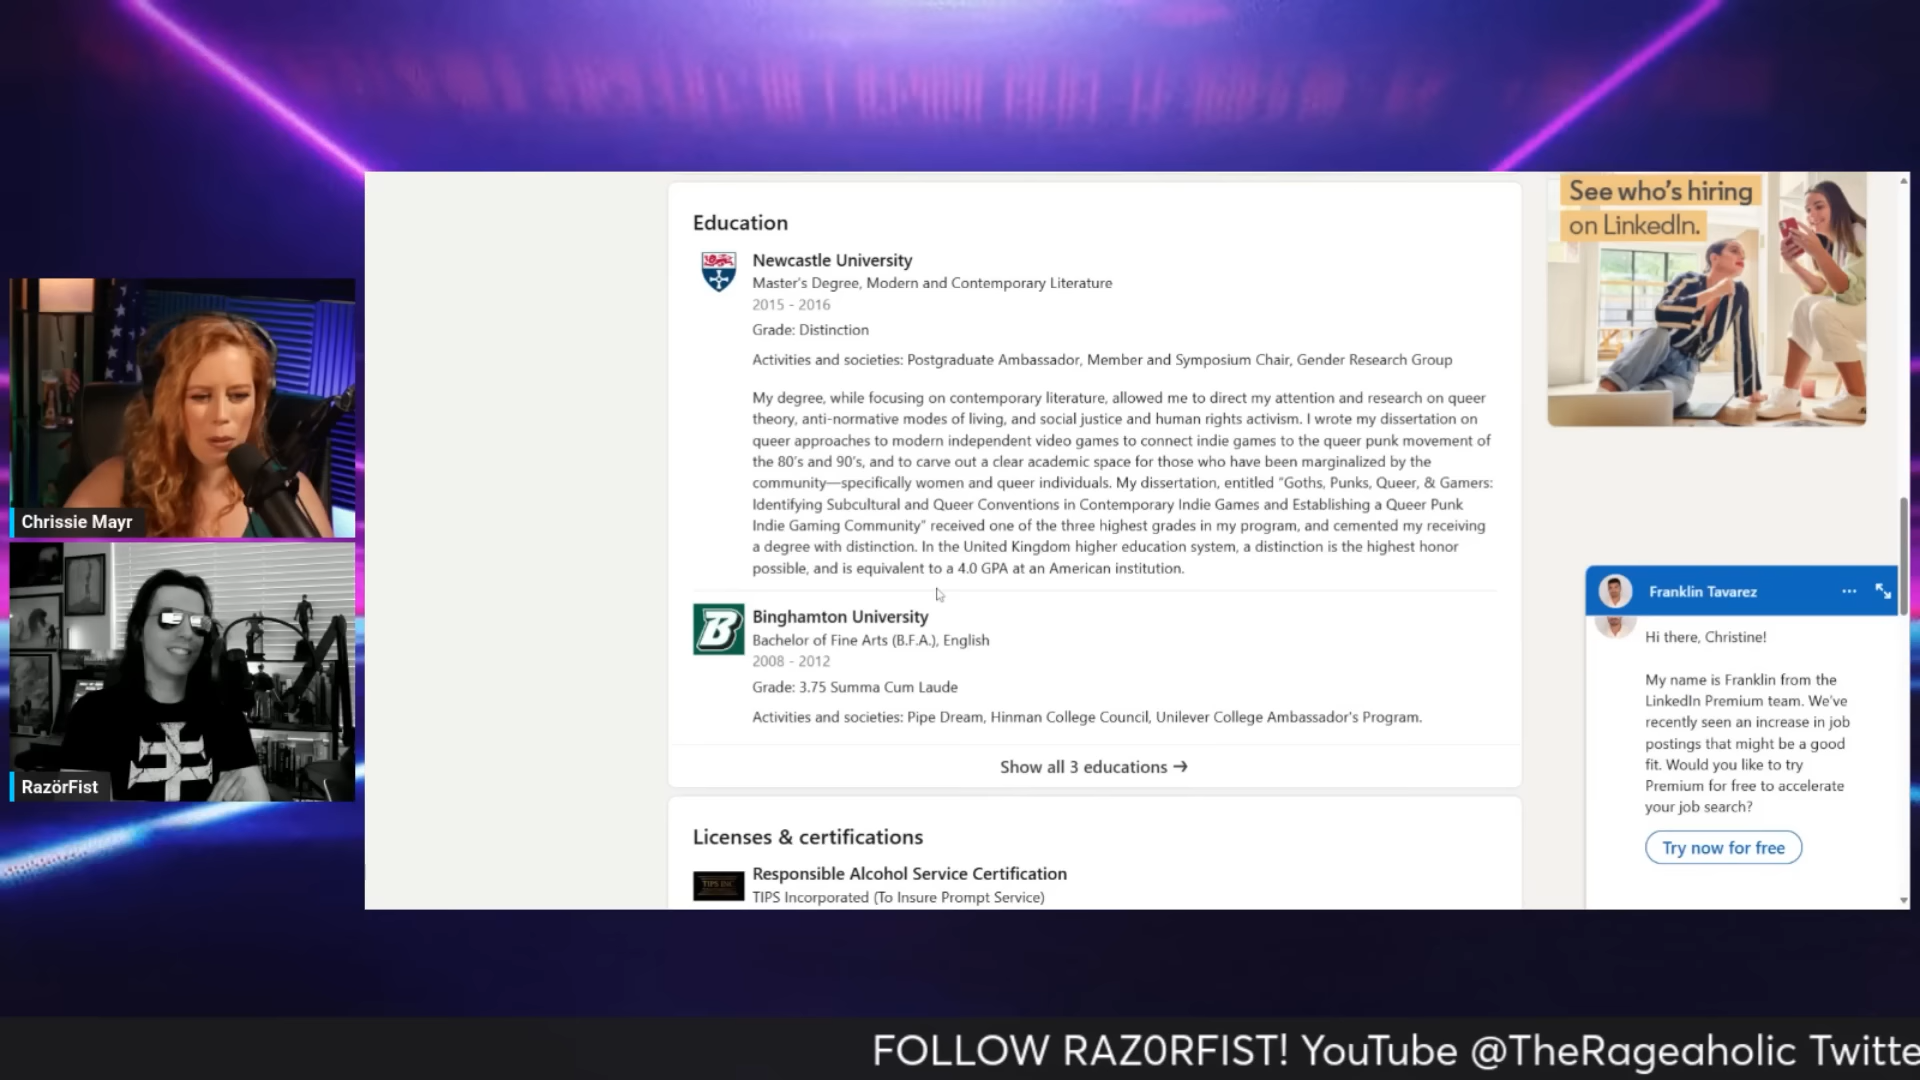 See who's hiring
on LinkedIn.
Education
Newcastle University
Master's Degree, Modern and Contemporary Literature
2015 - 2016
Grade: Distinction
Activities and societies: Postgraduate Ambassador, Member and Symposium Chair, Gender Research Group
My degree, while focusing on contemporary literature, allowed me to direct my attention and research on queer
theory, anti-normative modes of living, and social justice and human rights activism. I wrote my dissertation on
queer approaches to modern independent video games to connect indie games to the queer punk movement of
the 80's and 90's, and to carve out a clear academic space for those who have been marginalized by the
community—specifically women and queer individuals. My dissertation, entitled "Goths, Punks, Queer, & Gamers:
Identifying Subcultural and Queer Conventions in Contemporary Indie Games and Establishing a Queer Punk
Indie Gaming Community" received one of the three highest grades in my program, and cemented my receiving
a degree with distinction. In the United Kingdom higher education system, a distinction is the highest honor
possible, and is equivalent to a 4.0 GPA at an American institution.
B
Binghamton University
Bachelor of Fine Arts (B.F.A.), English
2008 - 2012
Grade: 3.75 Summa Cum Laude
Activities and societies: Pipe Dream, Hinman College Council, Unilever College Ambassador's Program.
Show all 3 educations →
Licenses & certifications
Responsible Alcohol Service Certification
TIPS Incorporated (To Insure Prompt Service)
Franklin Tavarez
Hi there, Christine!
My name is Franklin from the
LinkedIn Premium team. We've
recently seen an increase in job
postings that might be a good
fit. Would you like to try
Premium for free to accelerate
your job search?
Try now for free
Chrissie Mayr
RazörFist
FOLLOW RAZ0RFIST! YouTube @TheRageaholic Twitte